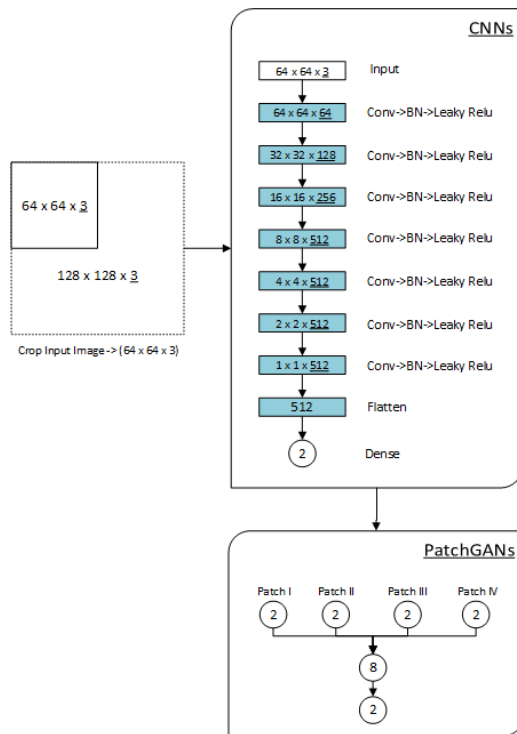 CNNs
64 x 64 x 3 Input
64 x 64 x 64 Conv->BN->Leaky Relu
32 x 32 x 128 Conv->BN->Leaky Relu
16 x 16 x 256 Conv->BN->Leaky Relu
8 x 8 x 512 Conv->BN->Leaky Relu
4 x 4 x 512 Conv->BN->Leaky Relu
2 x 2 x 512 Conv->BN->Leaky Relu
1 x 1 x 512 Conv->BN->Leaky Relu
512 Flatten
2 Dense
64 x 64 x 3
128 x 128 x 3
Crop Input Image -> (64 x 64 x 3)
PatchGANs
Patch I Patch II Patch III Patch IV
2 2 2 2
8
2